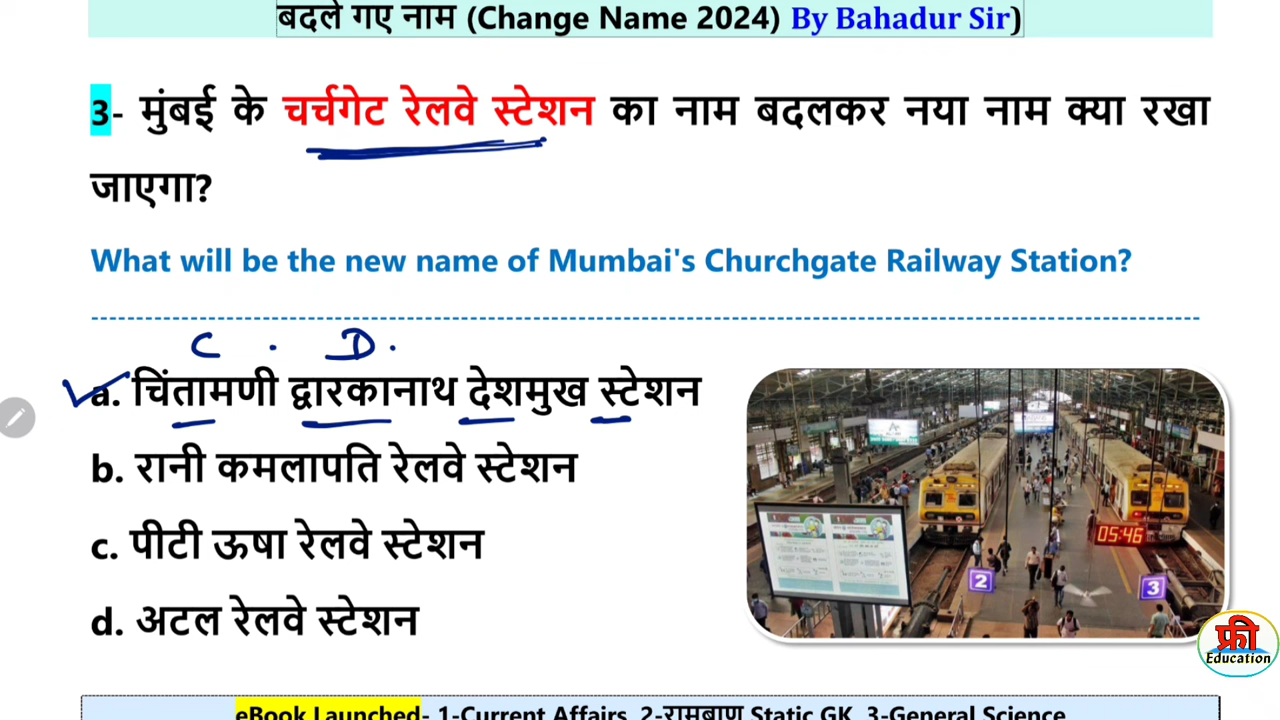 बदले गए नाम (Change Name 2024) By Bahadur Sir)
3- मुंबई के चर्चगेट रेलवे स्टेशन का नाम बदलकर नया नाम क्या रखा
जाएगा?
What will be the new name of Mumbai's Churchgate Railway Station?
C . D.
a. चिंतामणी द्वारकानाथ देशमुख स्टेशन
b. रानी कमलापति रेलवे स्टेशन
c. पीटी ऊषा रेलवे स्टेशन
d. अटल रेलवे स्टेशन
05:46
2
3
फ्री
Education
eBook Launched- 1-Current Affairs, 2-रामबाण Static GK, 3-General Science